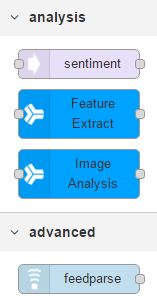 analysis
sentiment
Feature
Extract
Image
Analysis
advanced
feedparse